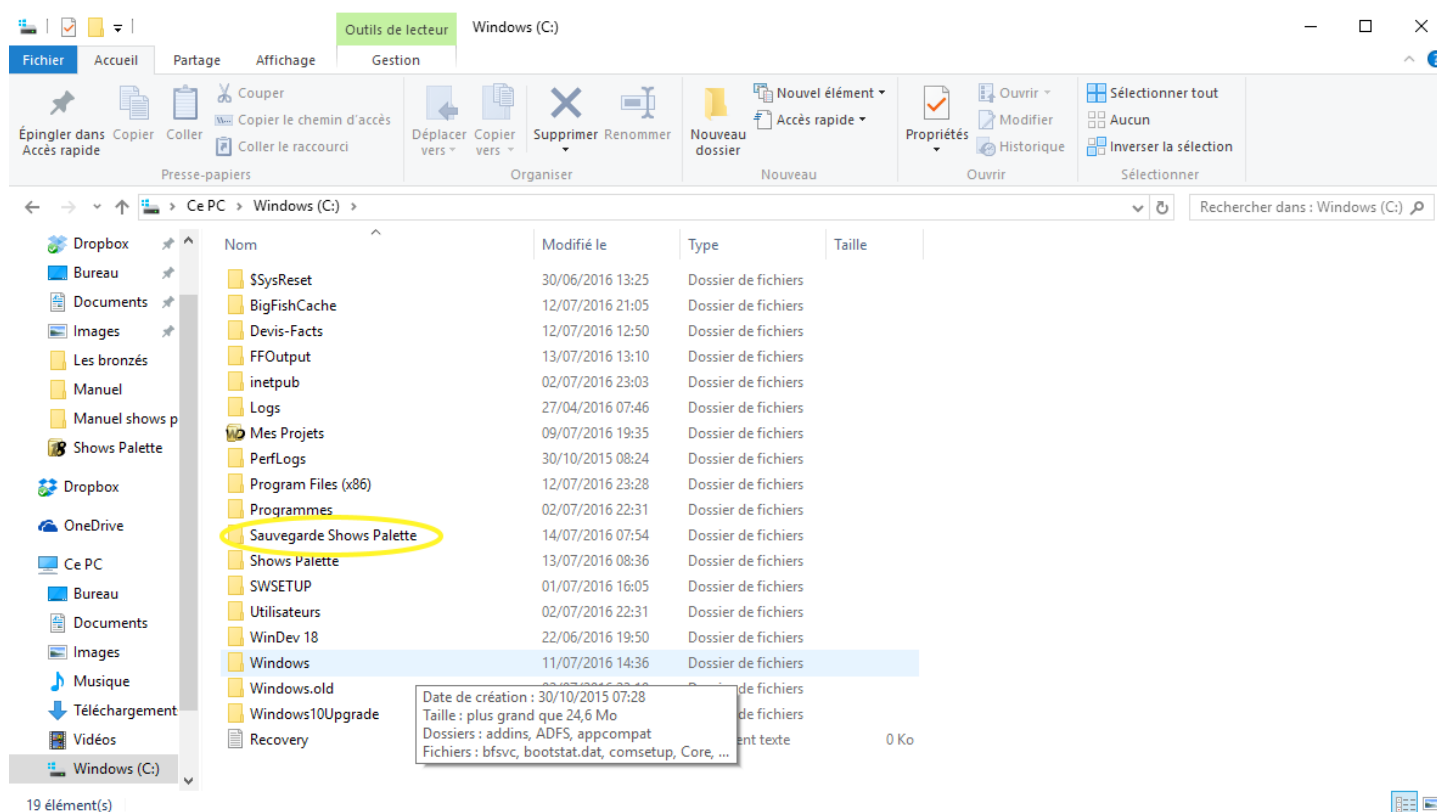 Outils de lecteur Windows (C:)
Fichier Accueil Partage Affichage Gestion
Épingler dans Accès rapide
Copier
Coller
Couper
Copier le chemin d'accès
Coller le raccourci
Déplacer vers
Copier vers
Supprimer
Renommer
Nouveau dossier
Nouvel élément
Accès rapide
Propriétés
Ouvrir
Modifier
Historique
Sélectionner tout
Aucun
Inverser la sélection
Presse-papiers Organiser Nouveau Ouvrir Sélectionner
Ce PC > Windows (C:) >
Rechercher dans : Windows (C:)
Dropbox
Bureau
Documents
Images
Les bronzés
Manuel
Manuel shows p
Shows Palette
Dropbox
OneDrive
Ce PC
Bureau
Documents
Images
Musique
Téléchargement
Vidéos
Windows (C:)
Nom Modifié le Type Taille
$SysReset 30/06/2016 13:25 Dossier de fichiers
BigFishCache 12/07/2016 21:05 Dossier de fichiers
Devis-Facts 12/07/2016 12:50 Dossier de fichiers
FFOutput 13/07/2016 13:10 Dossier de fichiers
inetpub 02/07/2016 23:03 Dossier de fichiers
Logs 27/04/2016 07:46 Dossier de fichiers
Mes Projets 09/07/2016 19:35 Dossier de fichiers
PerfLogs 30/10/2015 08:24 Dossier de fichiers
Program Files (x86) 12/07/2016 23:28 Dossier de fichiers
Programmes 02/07/2016 22:31 Dossier de fichiers
Sauvegarde Shows Palette 14/07/2016 07:54 Dossier de fichiers
Shows Palette 13/07/2016 08:36 Dossier de fichiers
SWSETUP 01/07/2016 16:05 Dossier de fichiers
Utilisateurs 02/07/2016 22:31 Dossier de fichiers
WinDev 18 22/06/2016 19:50 Dossier de fichiers
Windows 11/07/2016 14:36 Dossier de fichiers
Windows.old de fichiers
Windows10Upgrade de fichiers
Recovery texte 0 Ko
Date de création : 30/10/2015 07:28
Taille : plus grand que 24,6 Mo
Dossiers : addins, ADFS, appcompat
Fichiers : bfsvc, bootstat.dat, comsetup, Core, ...
19 élément(s)